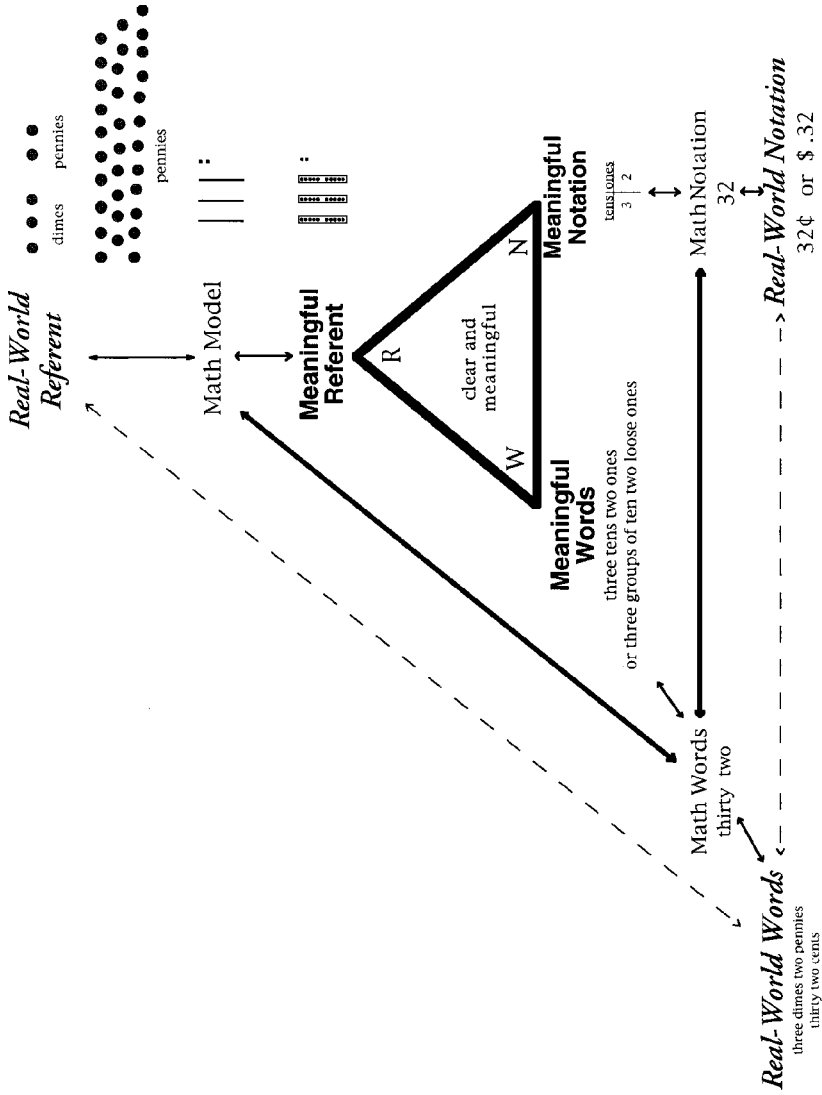 Real-World
Referent
dimes pennies
pennies
Math Model
Meaningful
Referent
R
clear and
meaningful
W
N
Meaningful
Words
three tens two ones
or three groups of ten two loose ones
Meaningful
Notation
tens ones
3 2
Math Words
thirty two
Math Notation
32
Real-World Words
three dimes two pennies
thirty two cents
Real-World Notation
32¢ or $.32